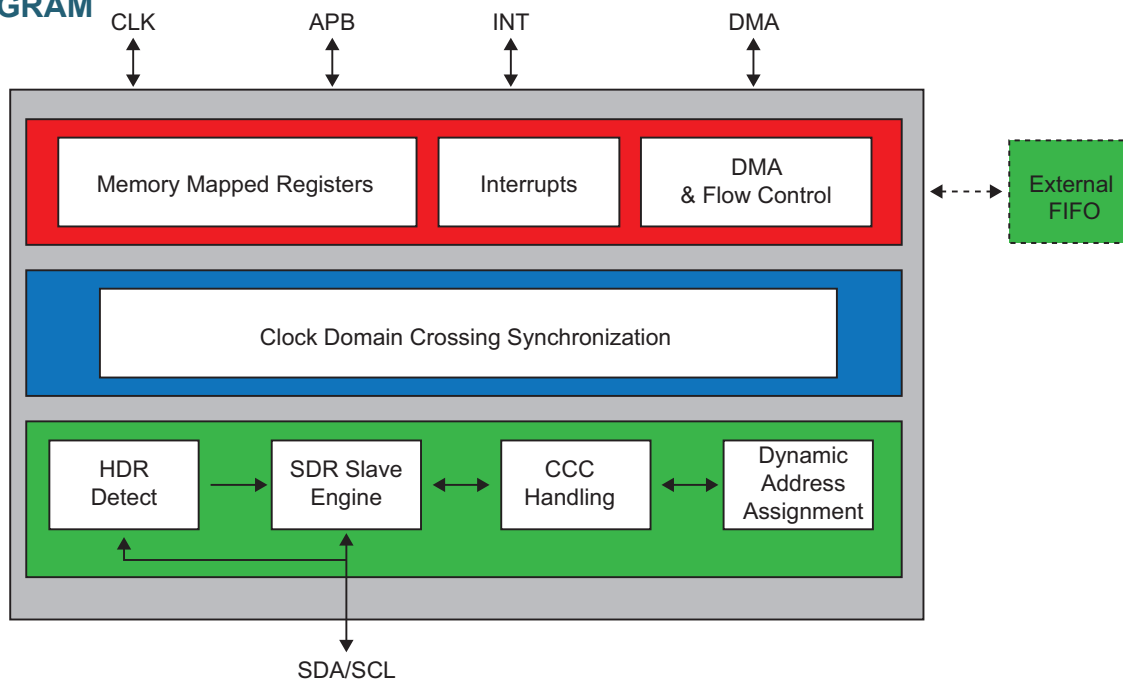 GRAM
CLK APB INT DMA
Memory Mapped Registers
Interrupts
DMA
& Flow Control
External
FIFO
Clock Domain Crossing Synchronization
HDR
Detect
SDR Slave
Engine
CCC
Handling
Dynamic
Address
Assignment
SDA/SCL